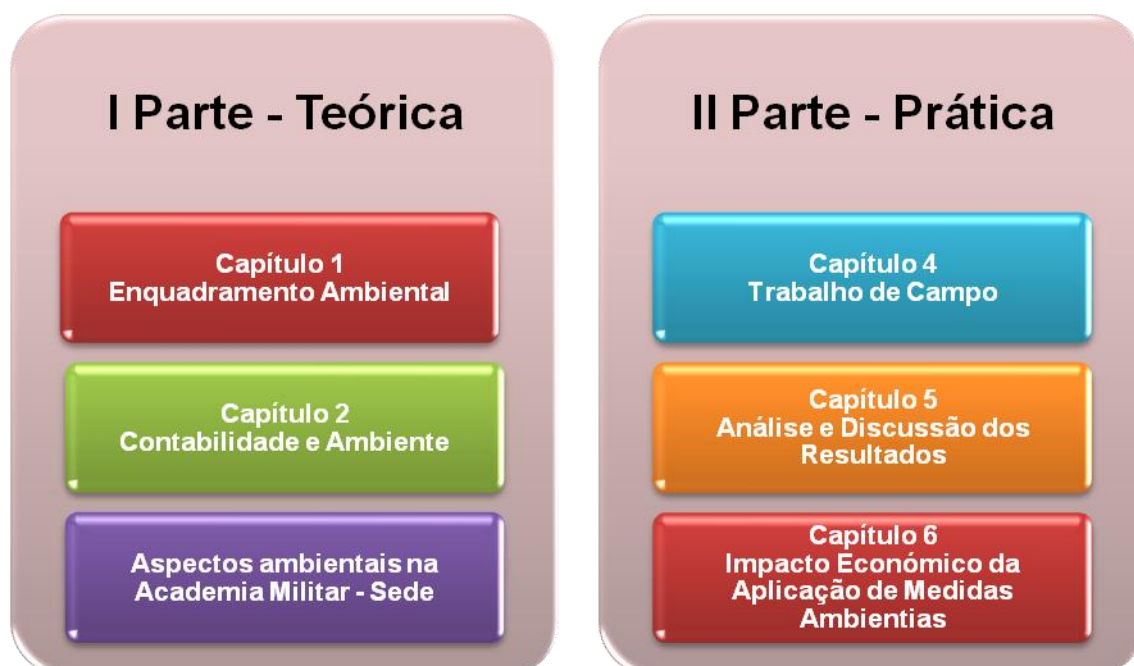 I Parte - Teórica
Capítulo 1
Enquadramento Ambiental
Capítulo 2
Contabilidade e Ambiente
Aspectos ambientais na
Academia Militar - Sede
II Parte - Prática
Capítulo 4
Trabalho de Campo
Capítulo 5
Análise e Discussão dos
Resultados
Capítulo 6
Impacto Económico da
Aplicação de Medidas
Ambientias